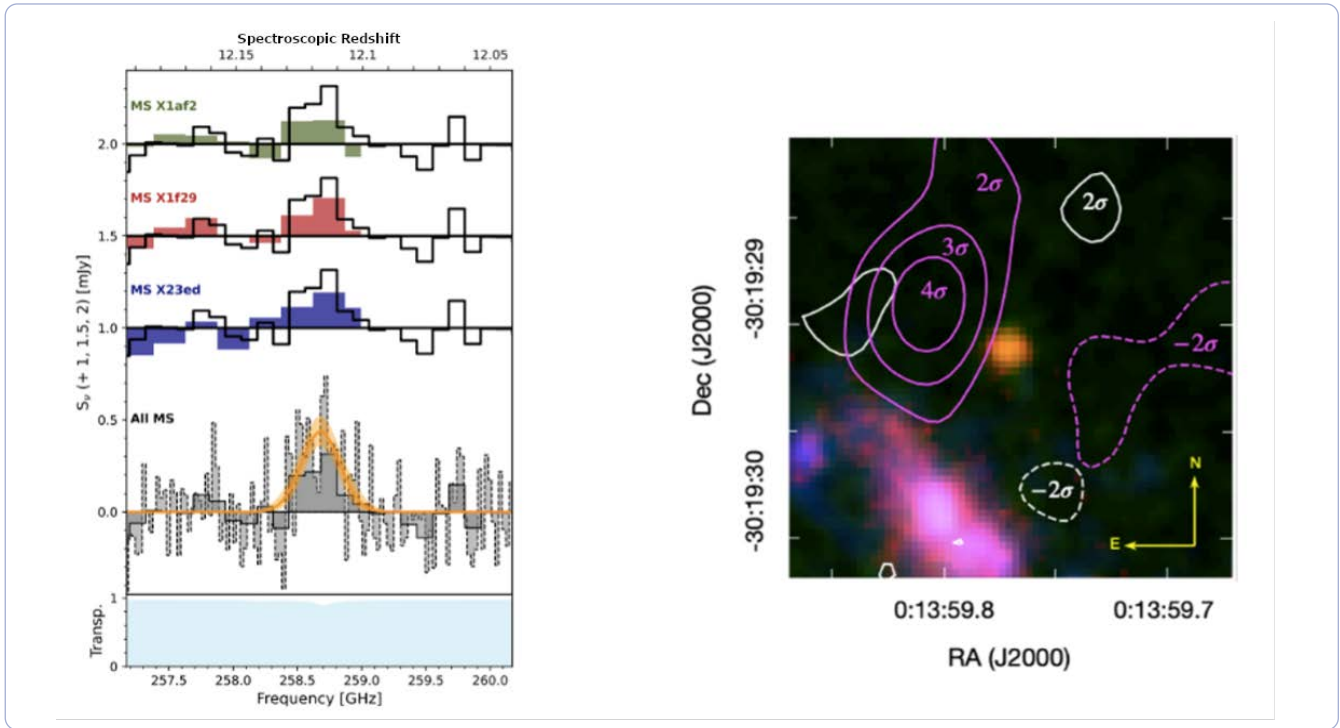 Spectroscopic Redshift
12.15 12.1 12.05
MS X1af2
2.0
MS X1f29
1.5
MS X23ed
1.0
All MS
0.5
0.0
Sν (+ 1, 1.5, 2) [mJy]
1
0
Transp.
257.5 258.0 258.5 259.0 259.5 260.0
Frequency [GHz]
2σ
2σ
3σ
4σ
−2σ
−2σ
N
E
-30:19:29
-30:19:30
Dec (J2000)
0:13:59.8 0:13:59.7
RA (J2000)